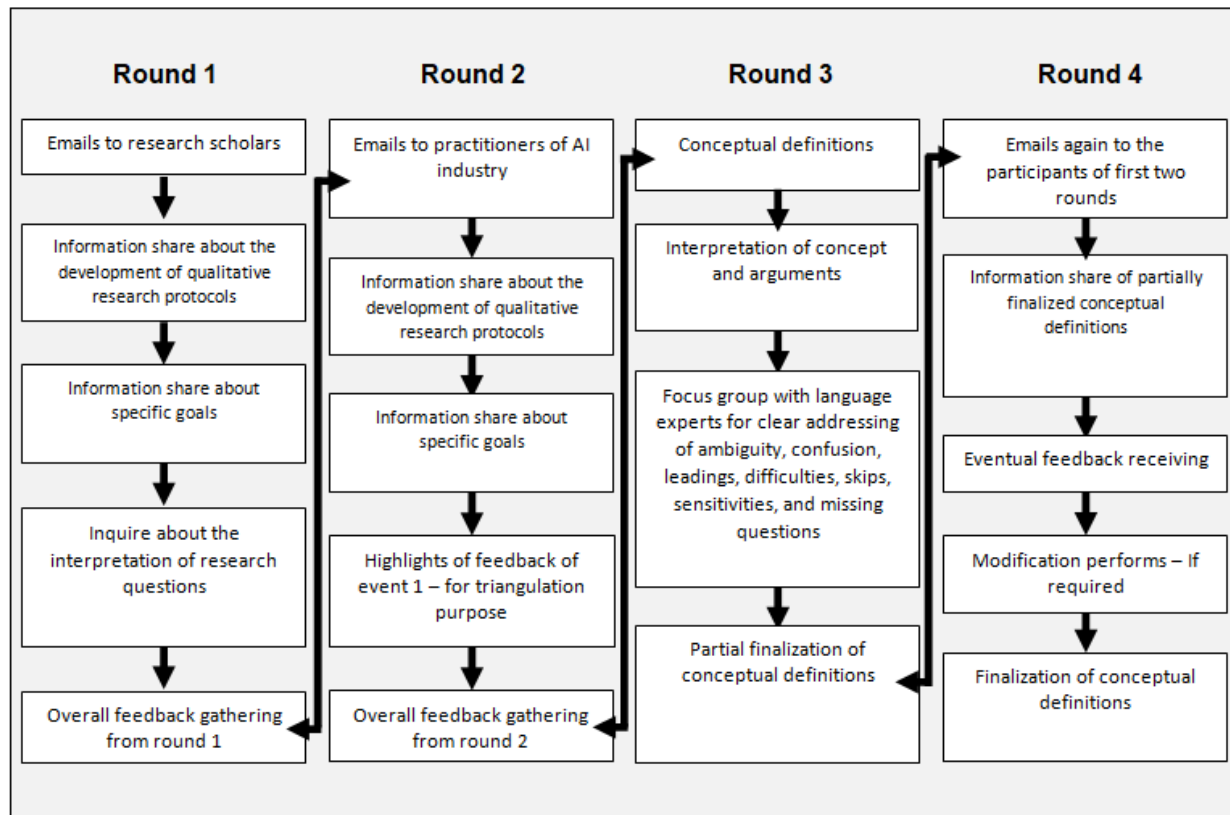 Round 1
Emails to research scholars
Information share about the
development of qualitative
research protocols
Information share about
specific goals
Inquire about the
interpretation of research
questions
Overall feedback gathering
from round 1
Round 2
Emails to practitioners of AI
industry
Information share about the
development of qualitative
research protocols
Information share about
specific goals
Highlights of feedback of
event 1 – for triangulation
purpose
Overall feedback gathering
from round 2
Round 3
Conceptual definitions
Interpretation of concept
and arguments
Focus group with language
experts for clear addressing
of ambiguity, confusion,
leadings, difficulties, skips,
sensitivities, and missing
questions
Partial finalization of
conceptual definitions
Round 4
Emails again to the
participants of first two
rounds
Information share of partially
finalized conceptual
definitions
Eventual feedback receiving
Modification performs – If
required
Finalization of conceptual
definitions